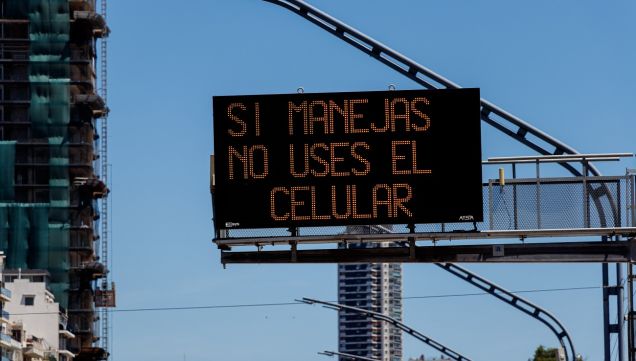 SI MANEJAS
NO USES EL
CELULAR